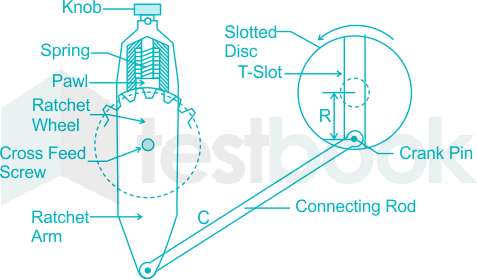 Knob
Spring
Pawl
Ratchet
Wheel
Cross Feed
Screw
Ratchet
Arm
Slotted
Disc
T-Slot
R
Crank Pin
C
Connecting Rod
testbook